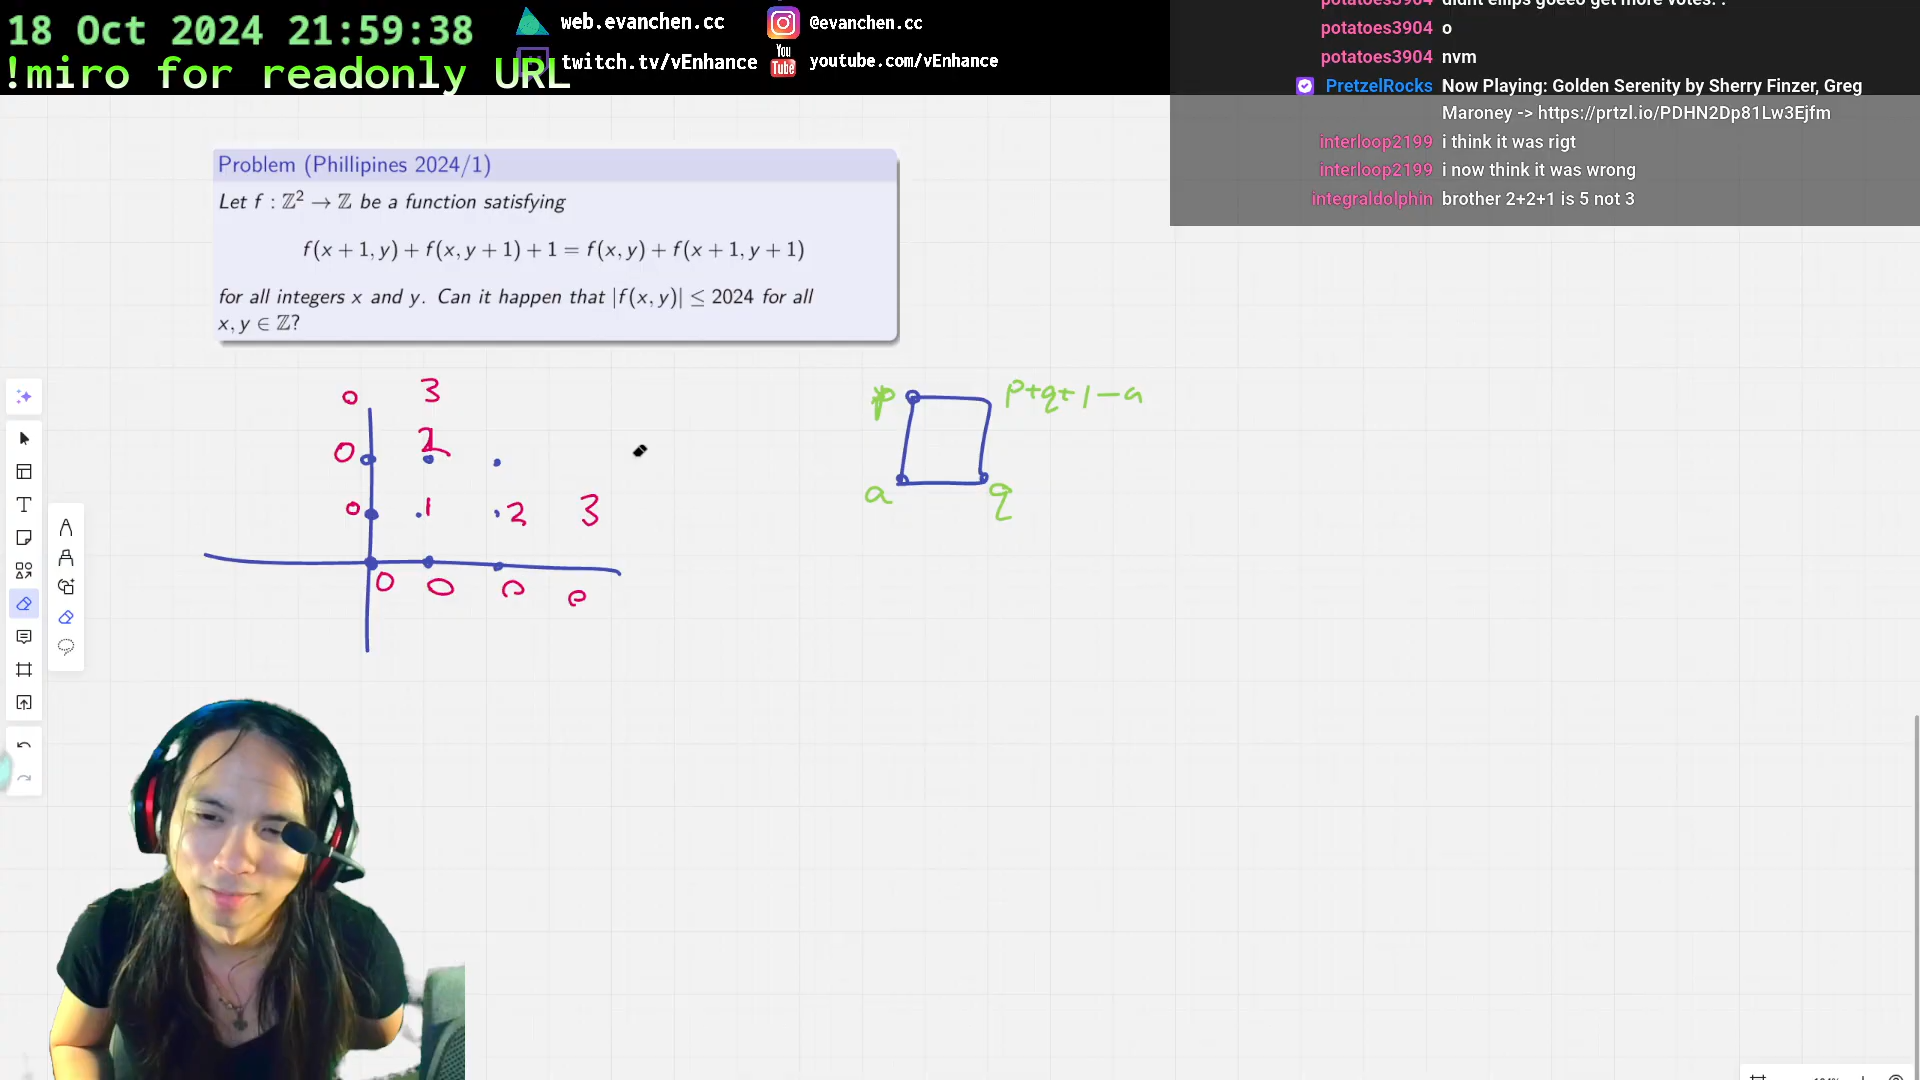 18 Oct 2024 21:59:38
!miro for readonly URL
web.evanchen.cc
@evanchen.cc
twitch.tv/vEnhance
You Tube
youtube.com/vEnhance
potatoes3904 o
potatoes3904 nvm
PretzelRocks Now Playing: Golden Serenity by Sherry Finzer, Greg
Maroney -> https://prtzl.io/PDHN2Dp81Lw3Ejfm
interloop2199 i think it was rigt
interloop2199 i now think it was wrong
integraldolphin brother 2+2+1 is 5 not 3
Problem (Phillipines 2024/1)
Let f : ℤ² → ℤ be a function satisfying
f(x + 1, y) + f(x, y + 1) + 1 = f(x, y) + f(x + 1, y + 1)
for all integers x and y. Can it happen that |f(x, y)| ≤ 2024 for all
x, y ∈ ℤ?
0 3
0 2
0 1 2 3
0 0 0 0
p p+q+1-a
a q